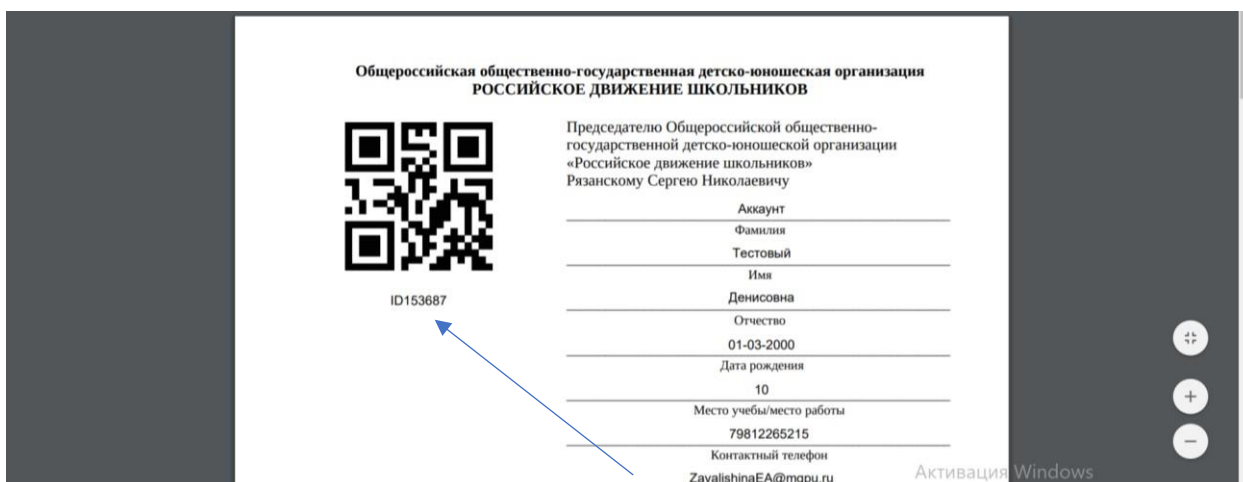 Общероссийская общественно-государственная детско-юношеская организация
РОССИЙСКОЕ ДВИЖЕНИЕ ШКОЛЬНИКОВ
Председателю Общероссийской общественно-
государственной детско-юношеской организации
«Российское движение школьников»
Рязанскому Сергею Николаевичу
Аккаунт
Фамилия
Тестовый
Имя
ID153687
Денисовна
Отчество
01-03-2000
Дата рождения
10
Место учебы/место работы
79812265215
Контактный телефон
ZavalishinaEA@mgpu.ru
Активация Windows